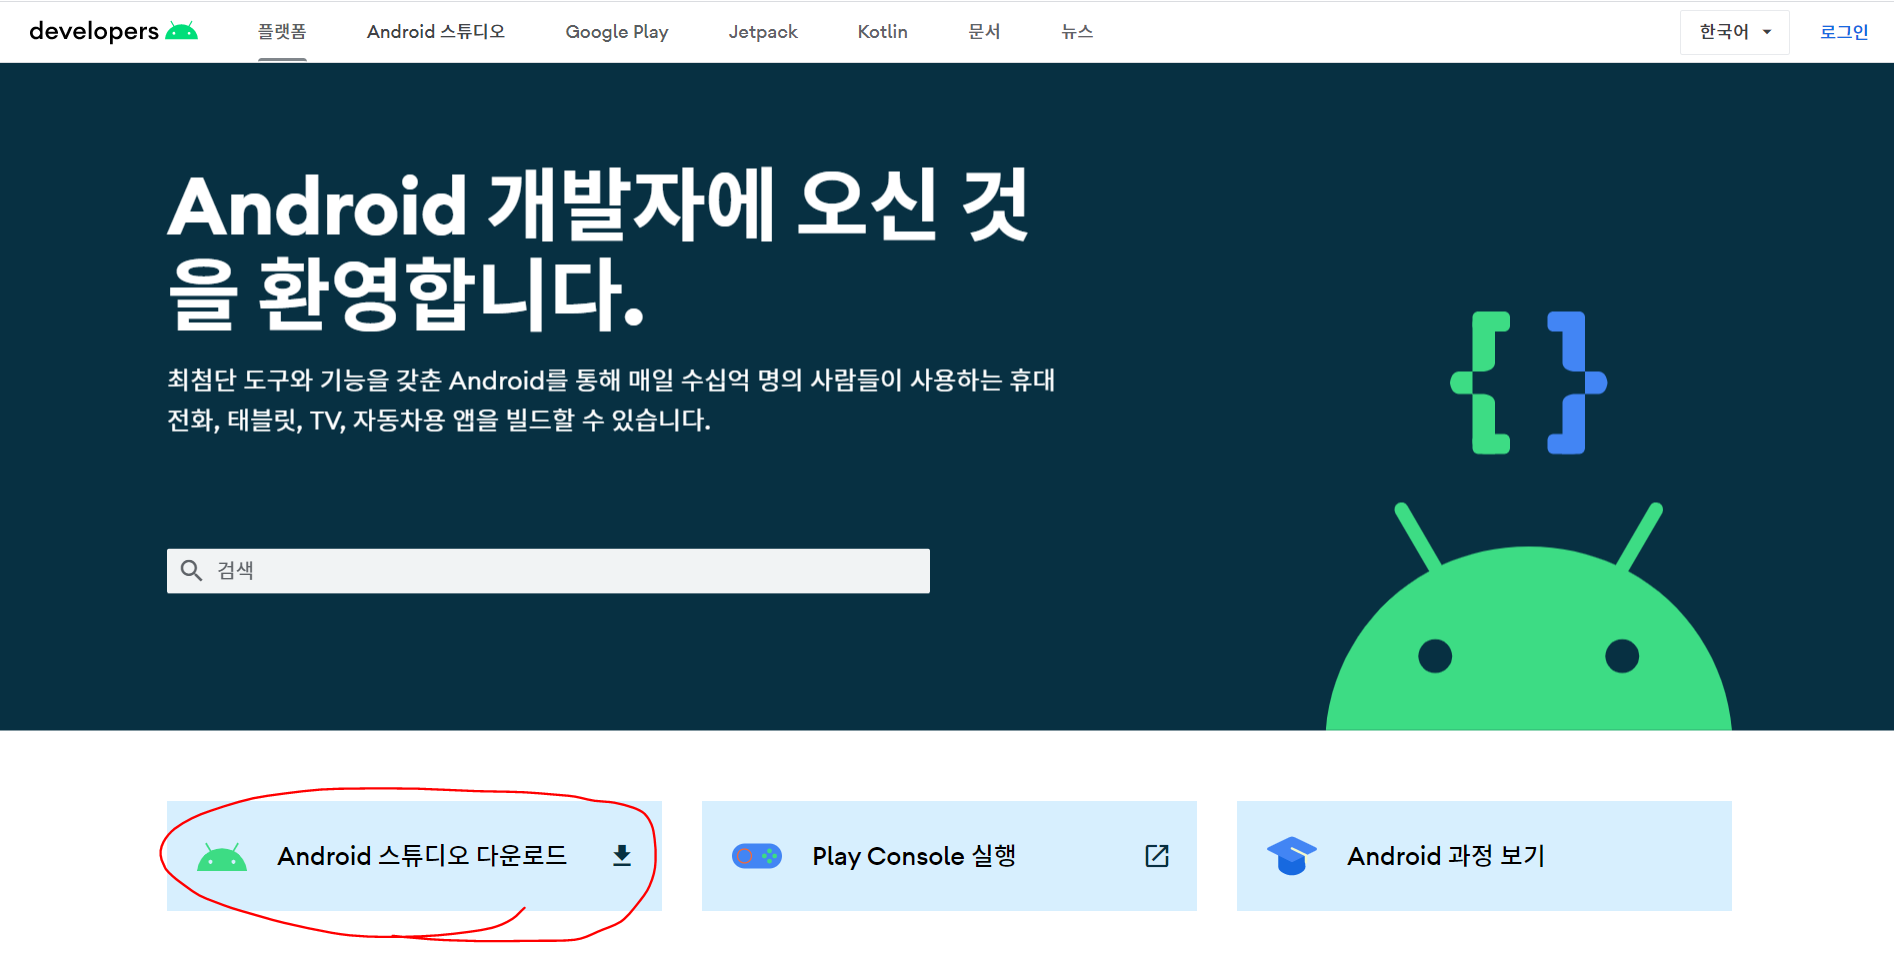 developers
플랫폼
Android 스튜디오
Google Play
Jetpack
Kotlin
문서
뉴스
한국어
로그인
Android 개발자에 오신 것
을 환영합니다.
최첨단 도구와 기능을 갖춘 Android를 통해 매일 수십억 명의 사람들이 사용하는 휴대
전화, 태블릿, TV, 자동차용 앱을 빌드할 수 있습니다.
{ }
검색
Android 스튜디오 다운로드
Play Console 실행
Android 과정 보기